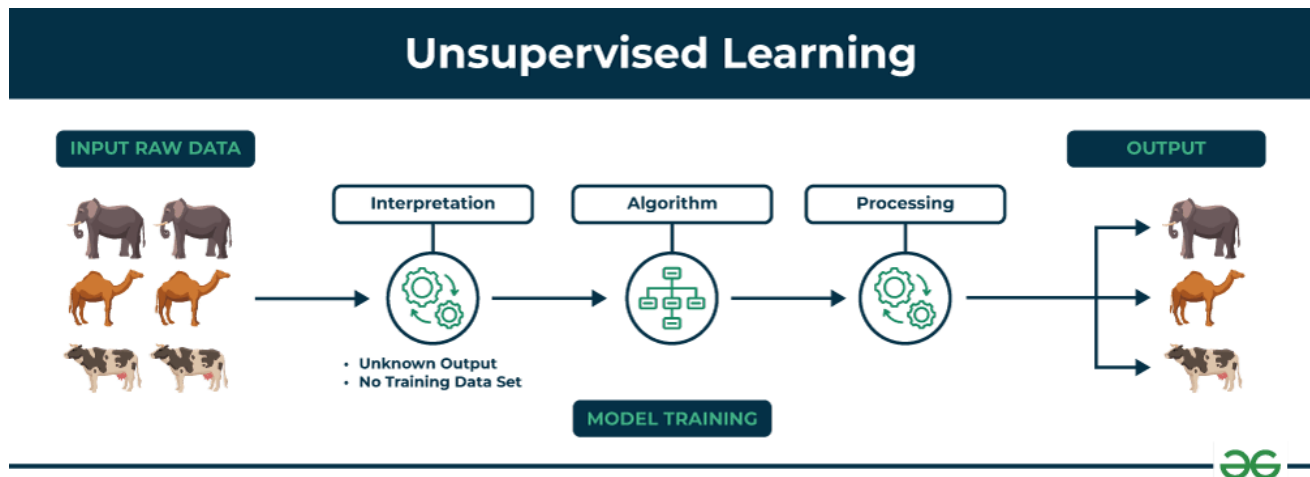 Unsupervised Learning
INPUT RAW DATA
OUTPUT
Interpretation
Algorithm
Processing
• Unknown Output
• No Training Data Set
MODEL TRAINING